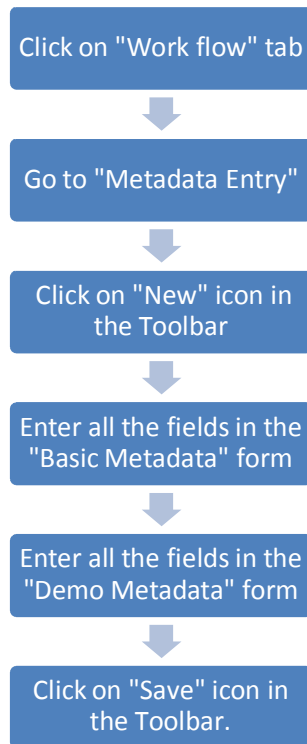 Click on "Work flow" tab
Go to "Metadata Entry"
Click on "New" icon in
the Toolbar
Enter all the fields in the
"Basic Metadata" form
Enter all the fields in the
"Demo Metadata" form
Click on "Save" icon in
the Toolbar.